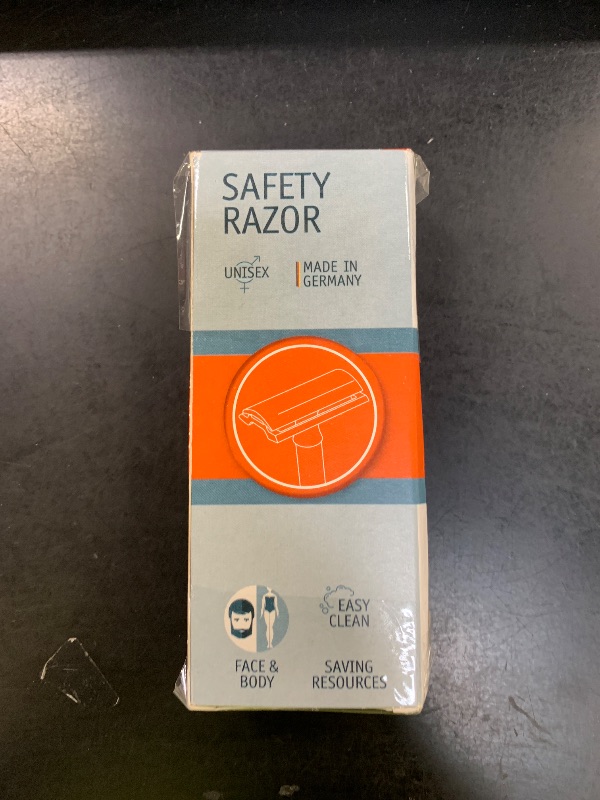 SAFETY
RAZOR
UNISEX
MADE IN
GERMANY
EASY
CLEAN
FACE &
BODY
SAVING
RESOURCES